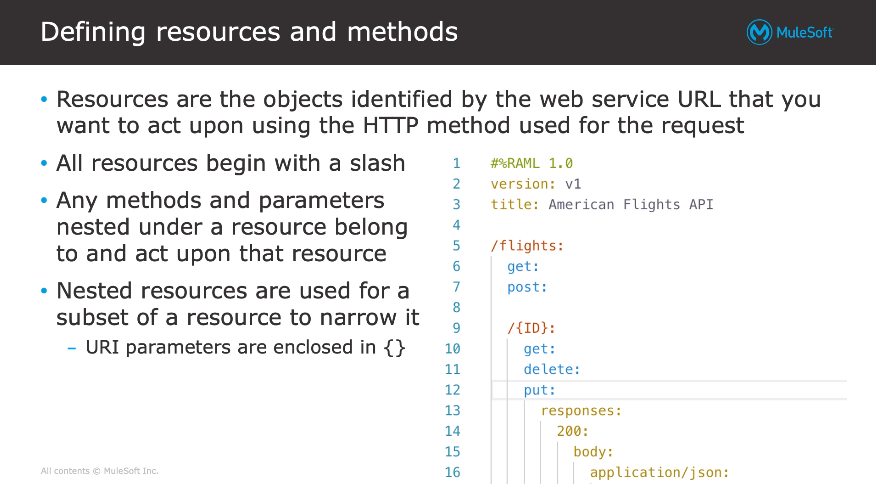 Defining resources and methods
MuleSoft
• Resources are the objects identified by the web service URL that you
want to act upon using the HTTP method used for the request
• All resources begin with a slash
• Any methods and parameters
nested under a resource belong
to and act upon that resource
• Nested resources are used for a
subset of a resource to narrow it
– URI parameters are enclosed in {}
1 #%RAML 1.0
2 version: v1
3 title: American Flights API
4
5 /flights:
6 get:
7 post:
8
9 /{ID}:
10 get:
11 delete:
12 put:
13 responses:
14 200:
15 body:
16 application/json:
All contents © MuleSoft Inc.